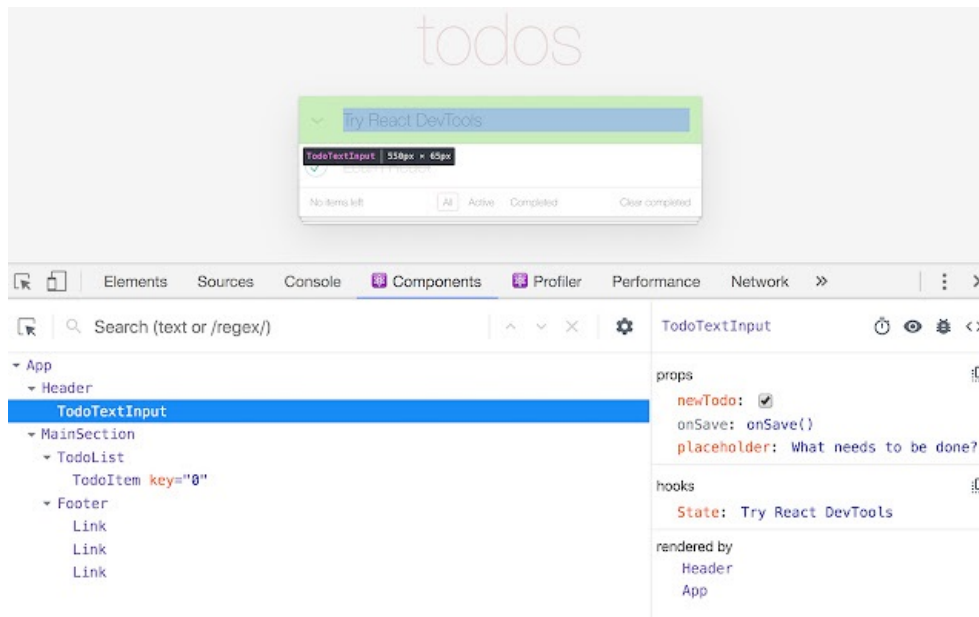 todos
Try React DevTools
TodoTextInput | 550px × 65px
No items left All Active Completed Clear completed
Elements Sources Console Components Profiler Performance Network »
Search (text or /regex/)
TodoTextInput
App
Header
TodoTextInput
MainSection
TodoList
TodoItem key="0"
Footer
Link
Link
Link
props
newTodo:
onSave: onSave()
placeholder: What needs to be done?
hooks
State: Try React DevTools
rendered by
Header
App